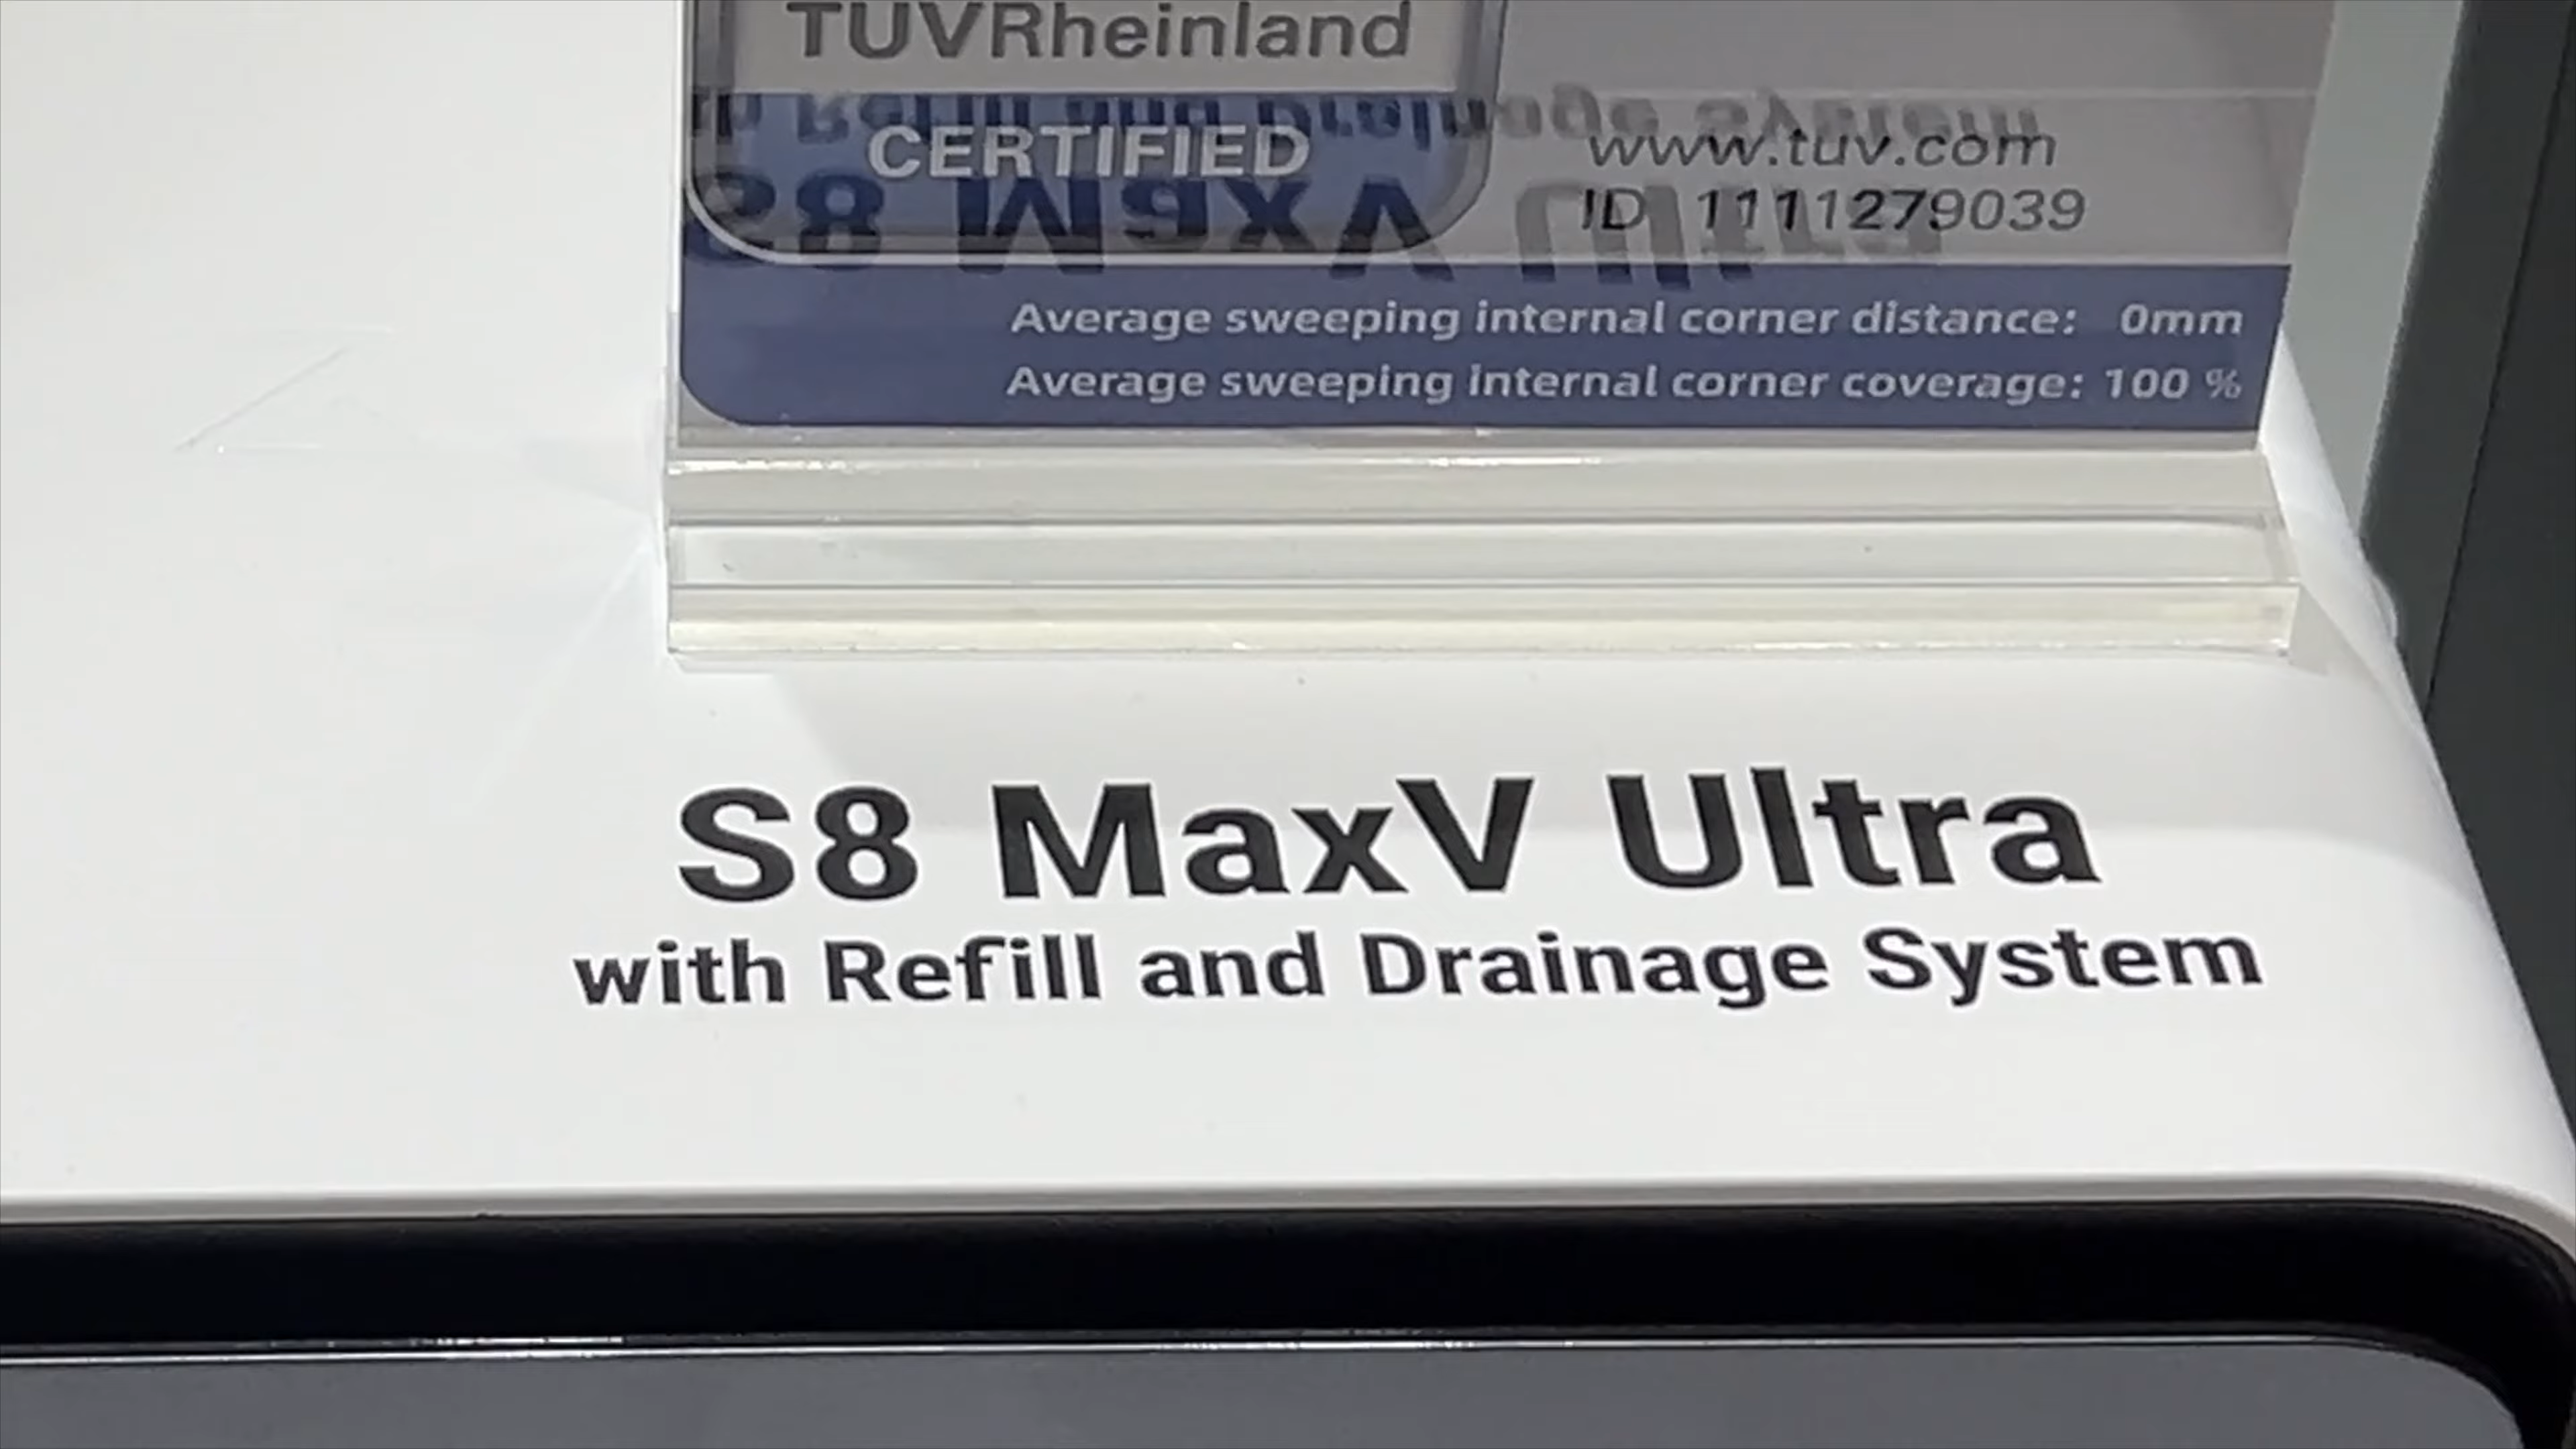 TUVRheinland
CERTIFIED
www.tuv.com
ID 1111279039
Average sweeping internal corner distance: 0mm
Average sweeping internal corner coverage: 100 %
S8 MaxV Ultra
with Refill and Drainage System